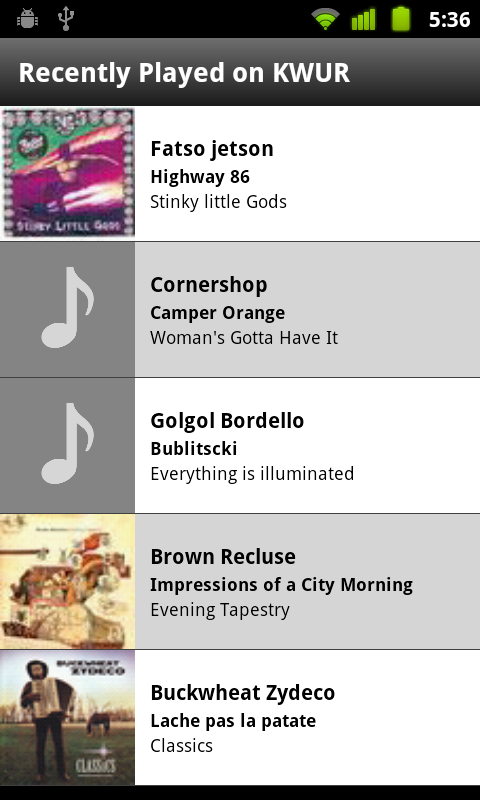 5:36
Recently Played on KWUR
STINKY LITTLE GODS
Fatso jetson
Highway 86
Stinky little Gods
Cornershop
Camper Orange
Woman's Gotta Have It
Golgol Bordello
Bublitscki
Everything is illuminated
Brown Recluse
Impressions of a City Morning
Evening Tapestry
BUCKWHEAT
ZYDECO
CLASSICS
Buckwheat Zydeco
Lache pas la patate
Classics